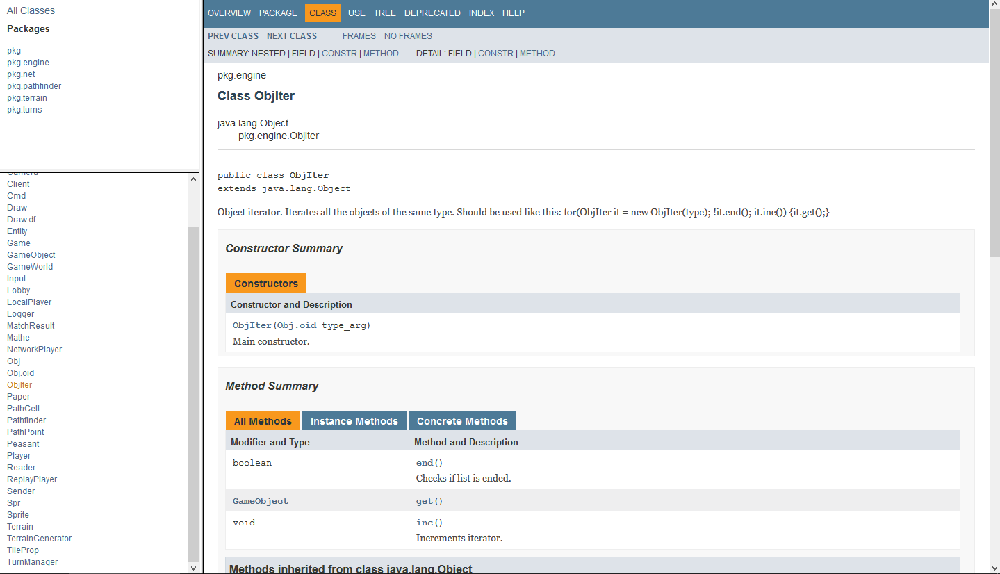 All Classes
Packages
pkg
pkg.engine
pkg.net
pkg.pathfinder
pkg.terrain
pkg.turns
Camera
Client
Cmd
Draw
Draw.df
Entity
Game
GameObject
GameWorld
Input
Lobby
LocalPlayer
Logger
MatchResult
Mathe
NetworkPlayer
Obj
Obj.oid
ObjIter
Paper
PathCell
Pathfinder
PathPoint
Peasant
Player
Reader
ReplayPlayer
Sender
Spr
Sprite
Terrain
TerrainGenerator
TileProp
TurnManager
OVERVIEW PACKAGE CLASS USE TREE DEPRECATED INDEX HELP
PREV CLASS NEXT CLASS FRAMES NO FRAMES
SUMMARY: NESTED | FIELD | CONSTR | METHOD DETAIL: FIELD | CONSTR | METHOD
pkg.engine
Class ObjIter
java.lang.Object
pkg.engine.ObjIter
public class ObjIter
extends java.lang.Object
Object iterator. Iterates all the objects of the same type. Should be used like this: for(ObjIter it = new ObjIter(type); !it.end(); it.inc()) {it.get();}
Constructor Summary
Constructors
Constructor and Description
ObjIter(Obj.oid type_arg)
Main constructor.
Method Summary
All Methods Instance Methods Concrete Methods
Modifier and Type Method and Description
boolean end()
Checks if list is ended.
GameObject get()
void inc()
Increments iterator.
Methods inherited from class java.lang.Object